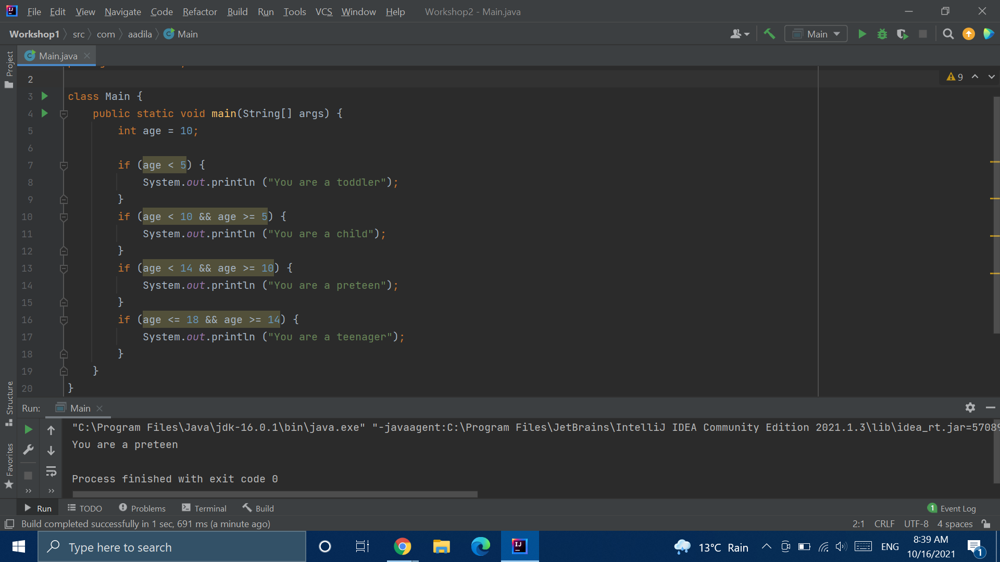 File Edit View Navigate Code Refactor Build Run Tools VCS Window Help Workshop2 - Main.java
Workshop1 src com aadila Main
Main
Main.java
Project
2
9
3 class Main {
4 public static void main(String[] args) {
5 int age = 10;
6
7 if (age < 5) {
8 System.out.println ("You are a toddler");
9 }
10 if (age < 10 && age >= 5) {
11 System.out.println ("You are a child");
12 }
13 if (age < 14 && age >= 10) {
14 System.out.println ("You are a preteen");
15 }
16 if (age <= 18 && age >= 14) {
17 System.out.println ("You are a teenager");
18 }
19 }
20 }
Structure
Favorites
Run: Main
"C:\Program Files\Java\jdk-16.0.1\bin\java.exe" "-javaagent:C:\Program Files\JetBrains\IntelliJ IDEA Community Edition 2021.1.3\lib\idea_rt.jar=57089
You are a preteen
Process finished with exit code 0
Run TODO Problems Terminal Build
1 Event Log
Build completed successfully in 1 sec, 691 ms (a minute ago)
2:1 CRLF UTF-8 4 spaces
Type here to search
13°C Rain
ENG
8:39 AM
10/16/2021
1